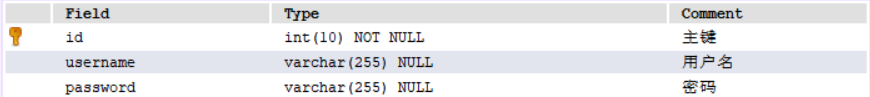 Field Type Comment
id int(10) NOT NULL 主键
username varchar(255) NULL 用户名
password varchar(255) NULL 密码